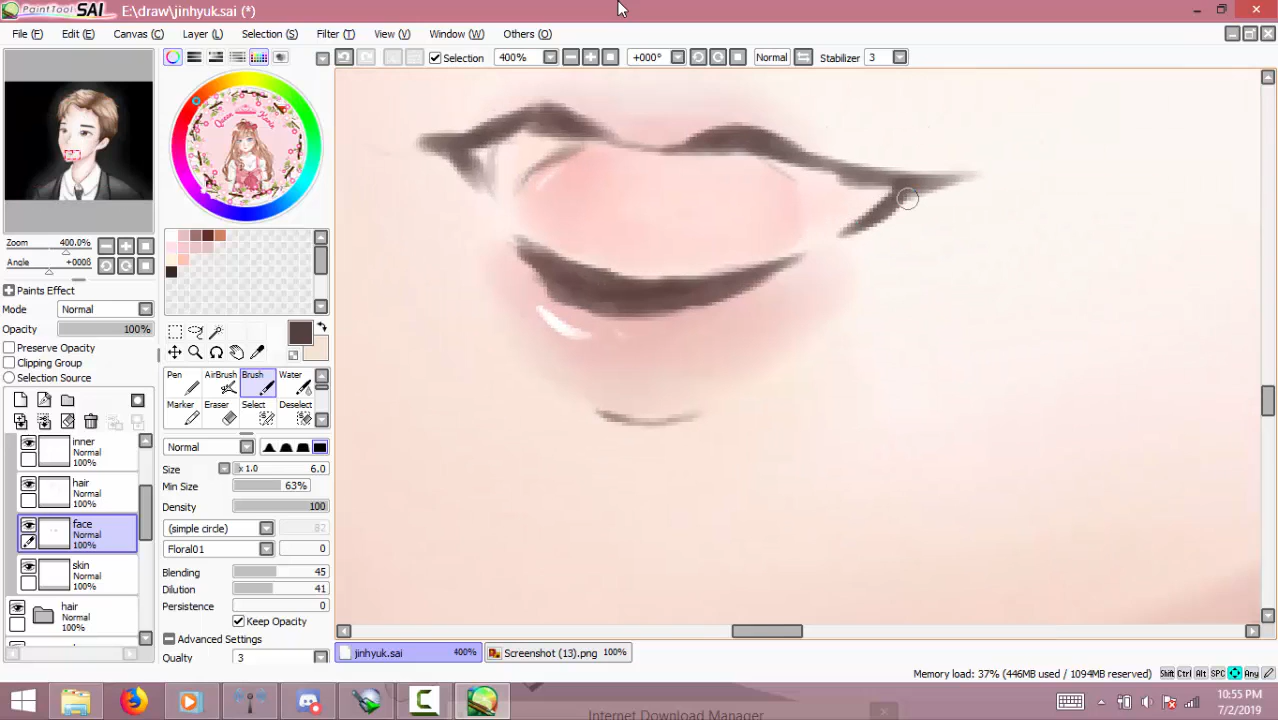 PaintTool SAI E:\draw\jinhyuk.sai (*)
File (F) Edit (E) Canvas (C) Layer (L) Selection (S) Filter (T) View (V) Window (W) Others (O)
Selection 400% +000° Normal Stabilizer 3
Queen Kimie
Zoom 400.0%
Angle +000ß
Paints Effect
Mode Normal
Opacity 100%
Preserve Opacity
Clipping Group
Selection Source
inner
Normal
100%
hair
Normal
100%
face
Normal
100%
skin
Normal
100%
hair
Normal
100%
Pen AirBrush Brush Water
Marker Eraser Select Deselect
Normal
Size x 1.0 6.0
Min Size 63%
Density 100
(simple circle)
Floral01 0
Blending 45
Dilution 41
Persistence 0
Keep Opacity
Advanced Settings
Qualty 3
jinhyuk.sai 400% Screenshot (13).png 100%
Memory load: 37% (446MB used / 1094MB reserved) Shift Ctrl Alt SPC Any
Internet Download Manager
10:55 PM
7/2/2019